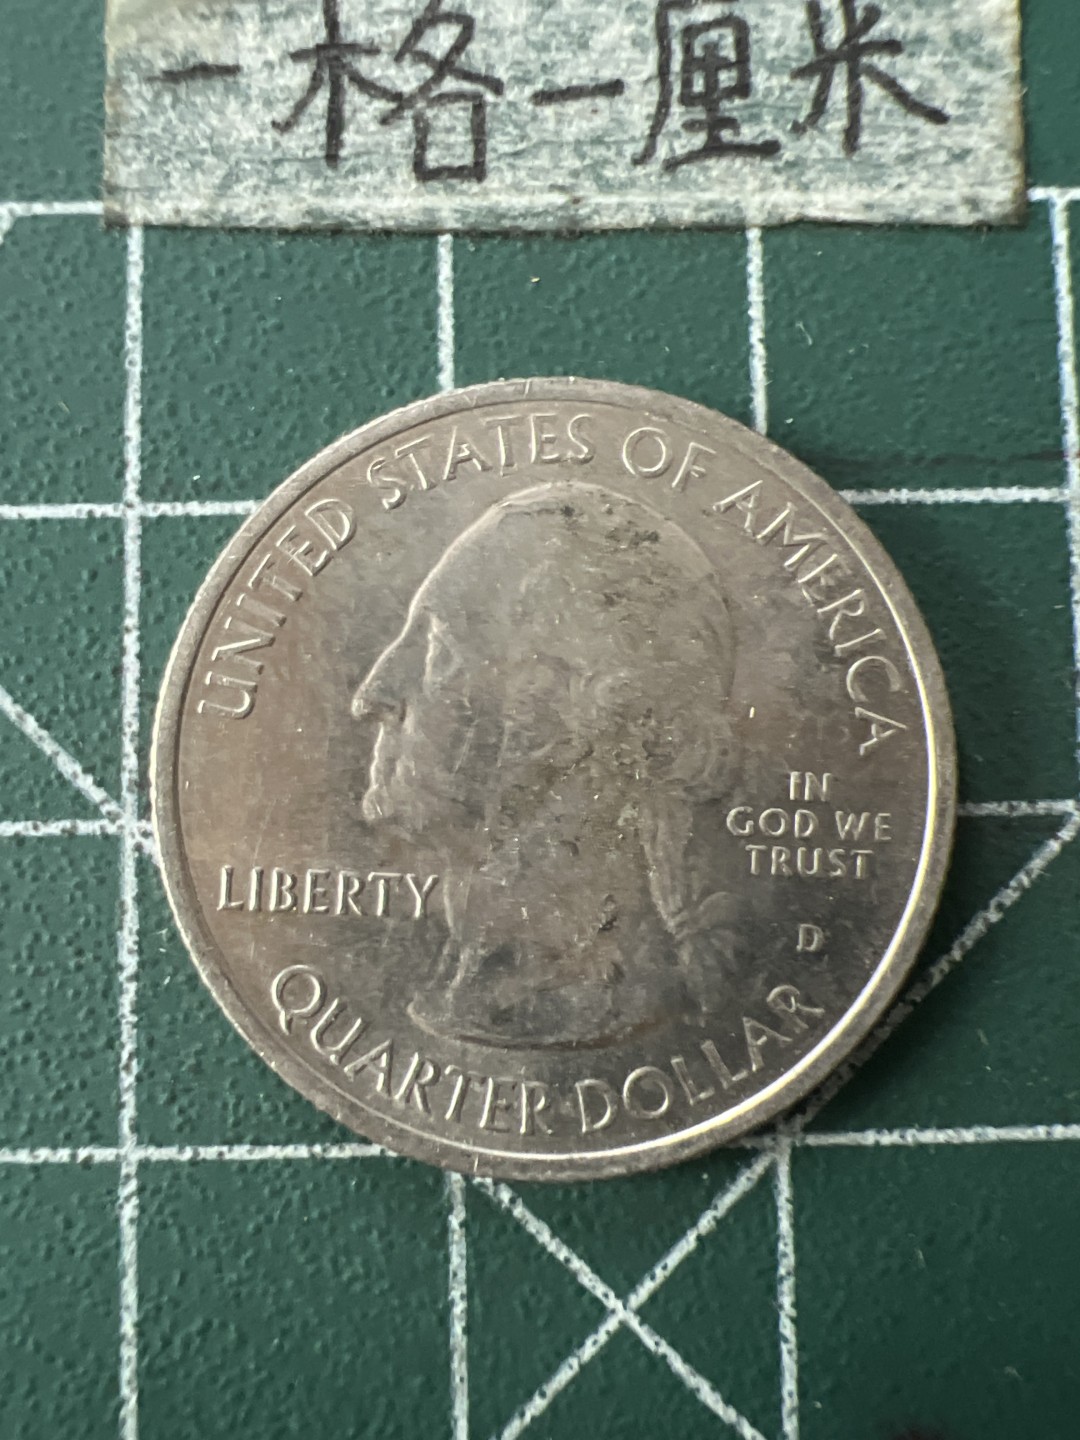 一格一厘米
UNITED STATES OF AMERICA
LIBERTY
IN
GOD WE
TRUST
D
QUARTER DOLLAR